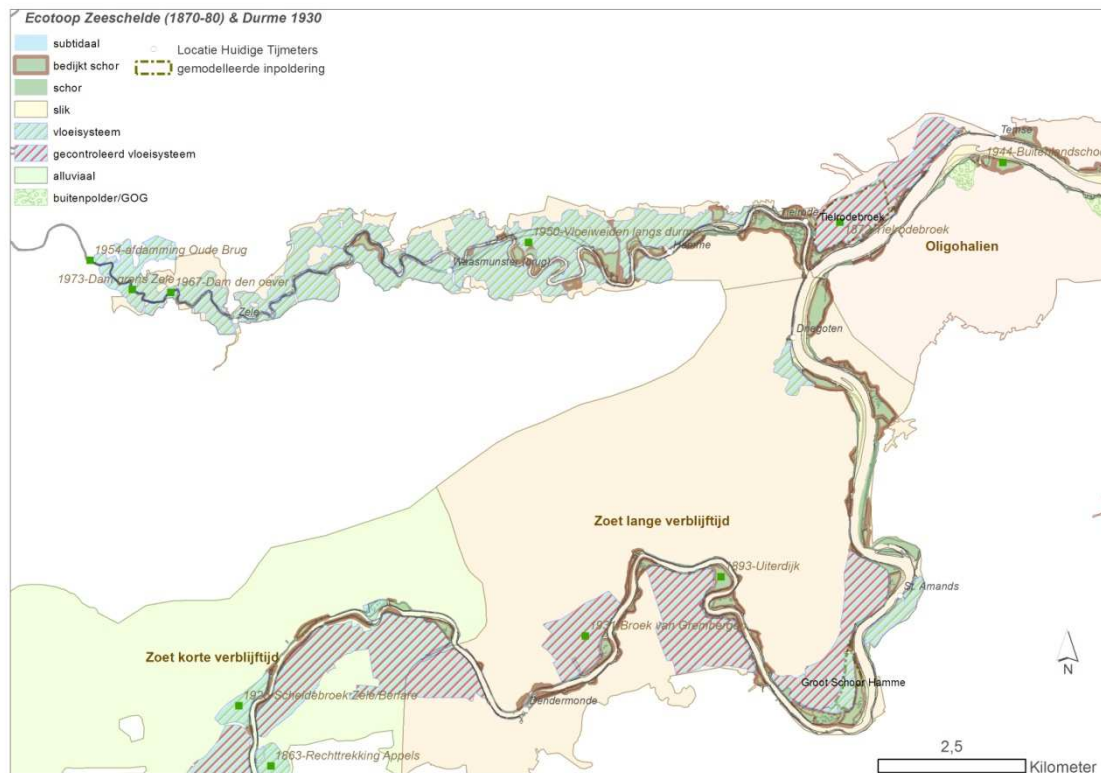 Ecotoop Zeeschelde (1870-80) & Durme 1930
subtidaal
bedijkt schor
schor
slik
vloeisysteem
gecontroleerd vloeisysteem
alluviaal
buitenpolder/GOG
Locatie Huidige Tijmeters
gemodelleerde inpoldering
Temse
1944-Buitenlandschoo
Tielrode
Tielrodebroek
Oligohalien
1950-Vloeiweiden langs durme
Hamme
1954-afdamming Oude Brug
Waasmunster(brug)
1973-Dam grens Zele
1967-Dam den oever
Zele
Driegoten
Zoet lange verblijftijd
1893-Uiterdijk
St. Amands
Zoet korte verblijftijd
Groot Schoor Hamme
Dendermonde
1863-Rechttrekking Appels
N
2,5
Kilometer